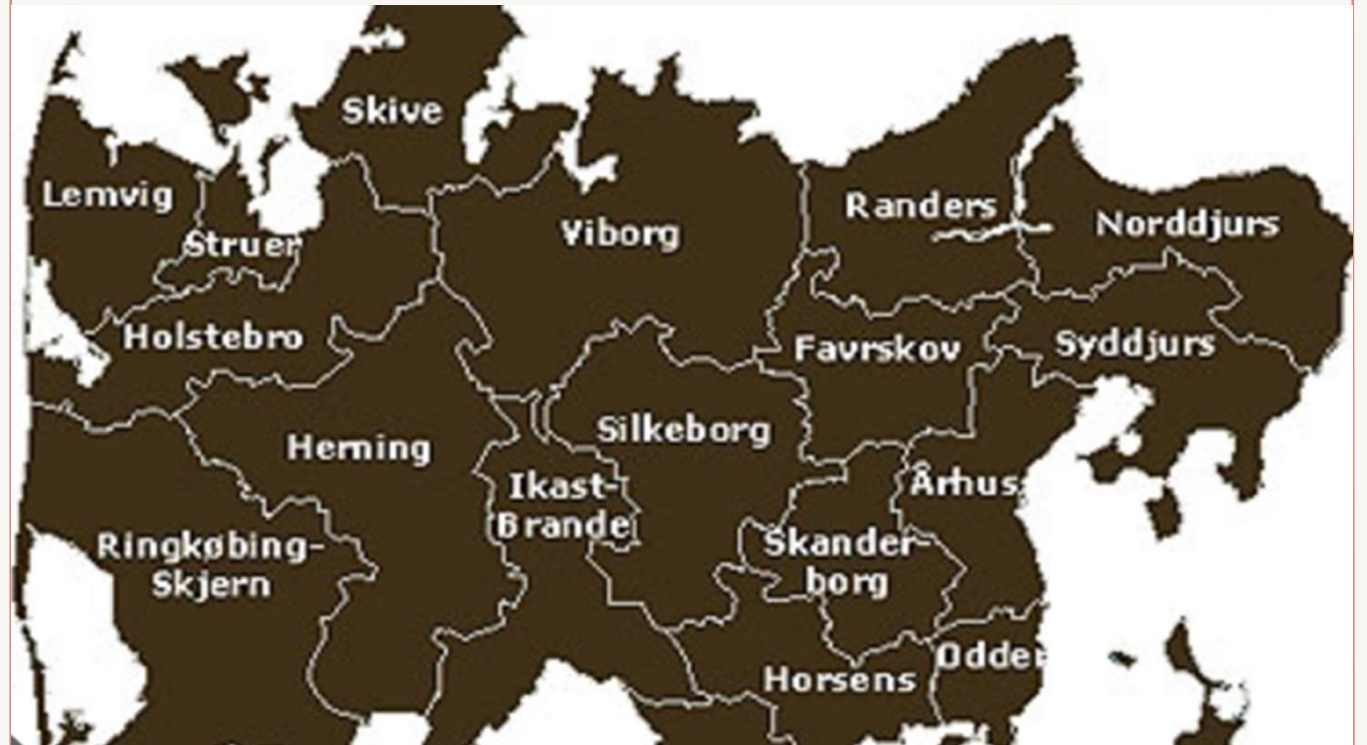 Skive
Lemvig
Randers
Norddjurs
Viborg
Struer
Holstebro
Favrskov
Syddjurs
Silkeborg
Herning
Ikast-
Brande
Århus
Ringkøbing-
Skjern
Skander-
borg
Odder
Horsens